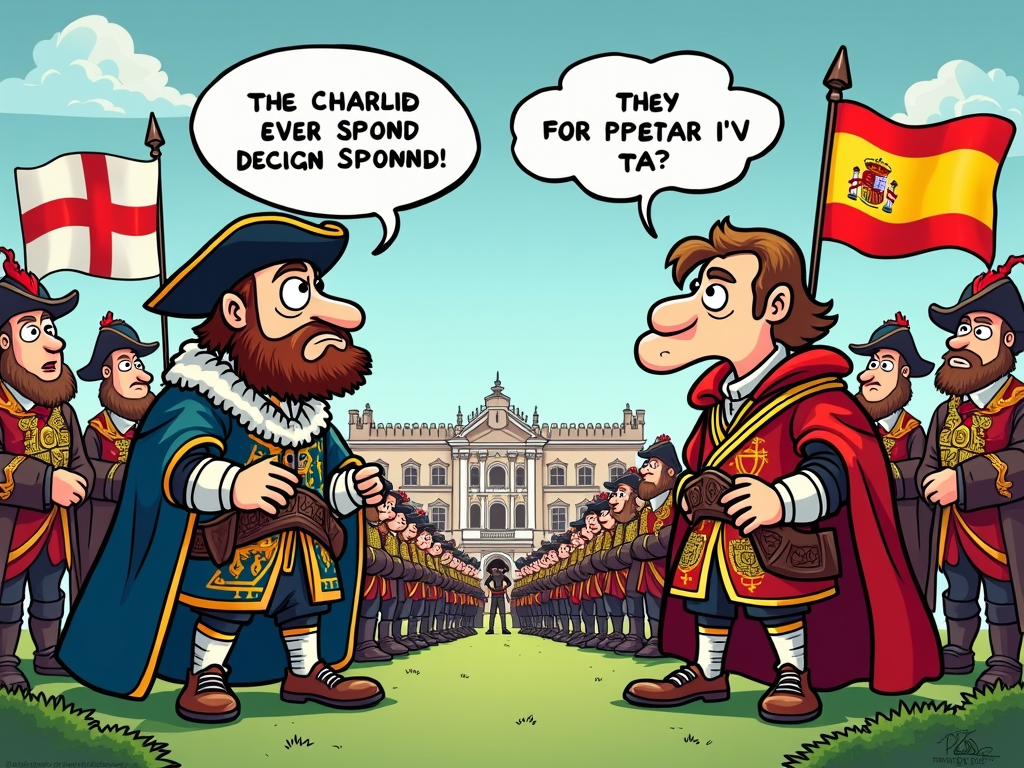 THE CHARLID
EVER SPOND
DECIGN SPONND!
THEY
FOR PPETAR I'V
TA?